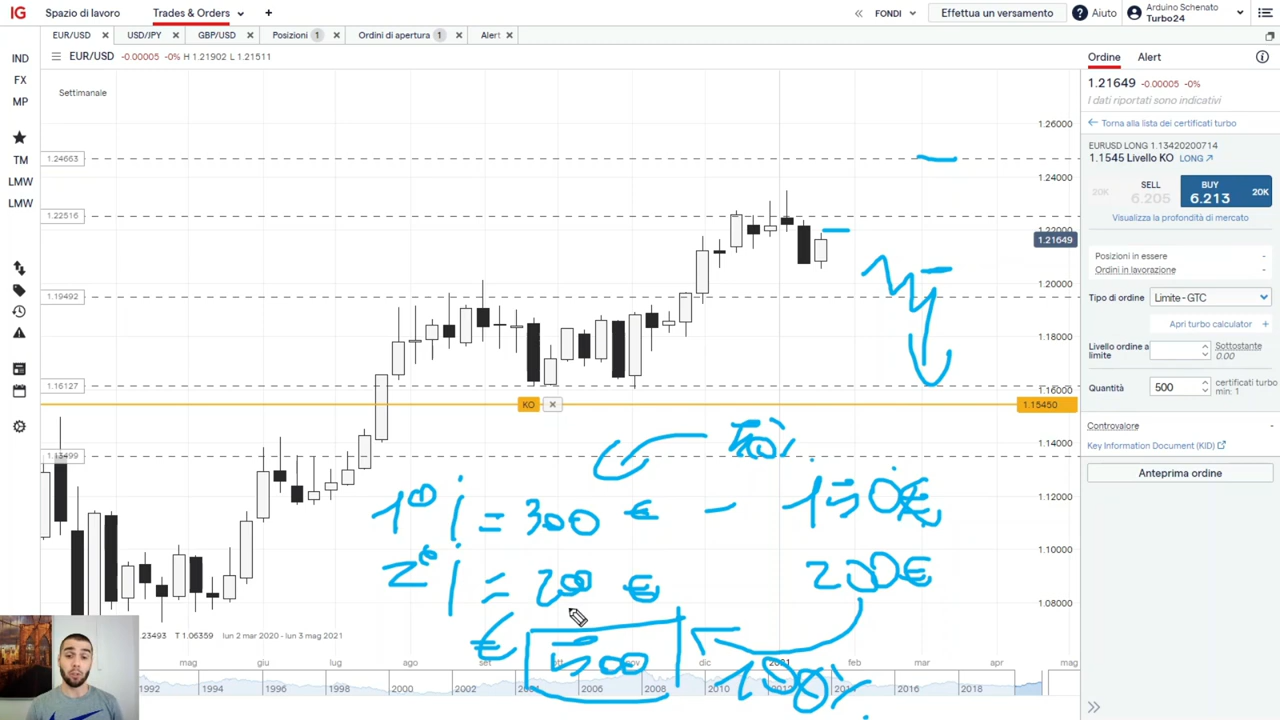 IG Spazio di lavoro Trades & Orders + FONDI Effettua un versamento Aiuto Arduino Schenato
Turbo24
EUR/USD USD/JPY GBP/USD Posizioni 1 Ordini di apertura 1 Alert
EUR/USD -0.00005 -0% H 1.21902 L 1.21511
Settimanale
IND
FX
MP
TM
LMW
LMW
1.24663
1.22516
1.19492
1.16127
1.13499
KO
1.26000
1.24000
1.22000
1.21649
1.20000
1.18000
1.16000
1.15450
1.14000
1.12000
1.10000
1.08000
50%
1° i = 300 € - 150€
2° i = 200 € 200€
€ 500
100%
.23493 T 1.06359 lun 2 mar 2020 - lun 3 mag 2021
mag giu lug ago set ott nov dic 2021 feb mar apr mag
1992 1994 1996 1998 2000 2002 2004 2006 2008 2010 2012 2014 2016 2018
Ordine Alert
1.21649 -0.00005 -0%
I dati riportati sono indicativi
Torna alla lista dei certificati turbo
EURUSD LONG 1.13420200714
1.1545 Livello KO LONG
20K SELL 6.205 BUY 6.213 20K
Visualizza la profondità di mercato
Posizioni in essere -
Ordini in lavorazione -
Tipo di ordine Limite - GTC
Apri turbo calculator +
Livello ordine a limite Sottostante 0.00
Quantità 500 certificati turbo min: 1
Controvalore -
Key Information Document (KID)
Anteprima ordine